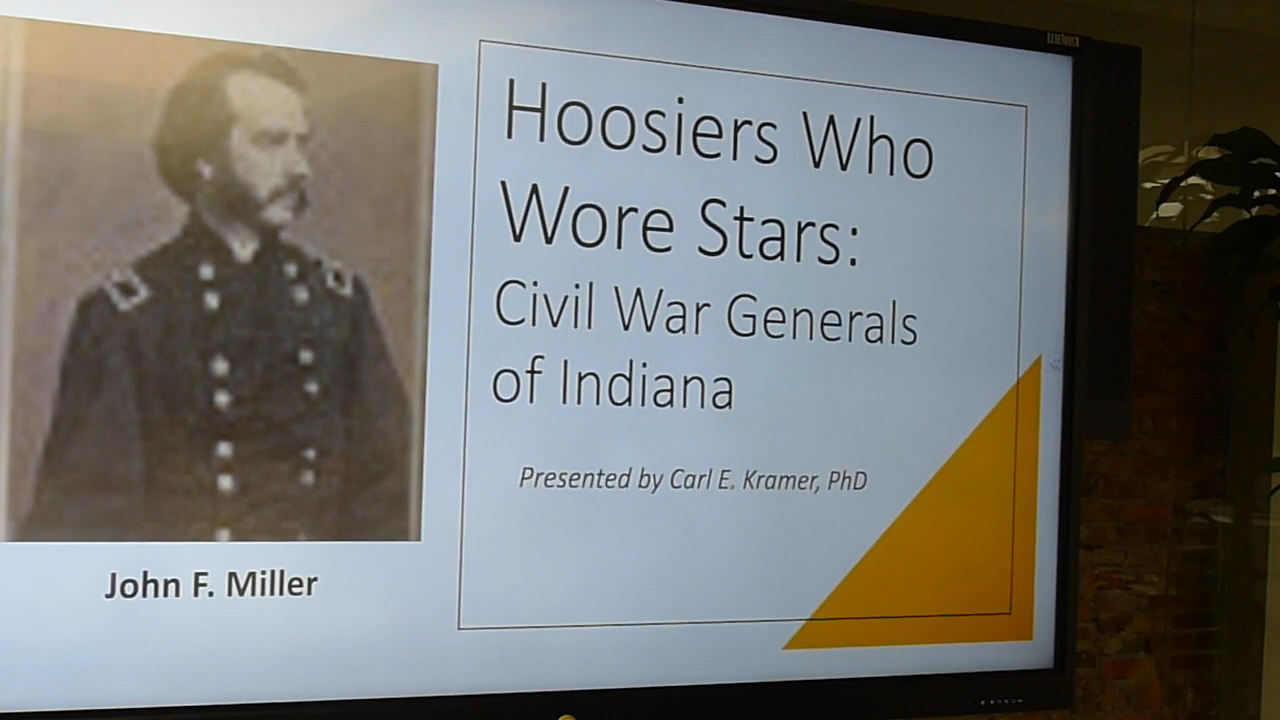 Hoosiers Who
Wore Stars:
Civil War Generals
of Indiana
Presented by Carl E. Kramer, PhD
John F. Miller